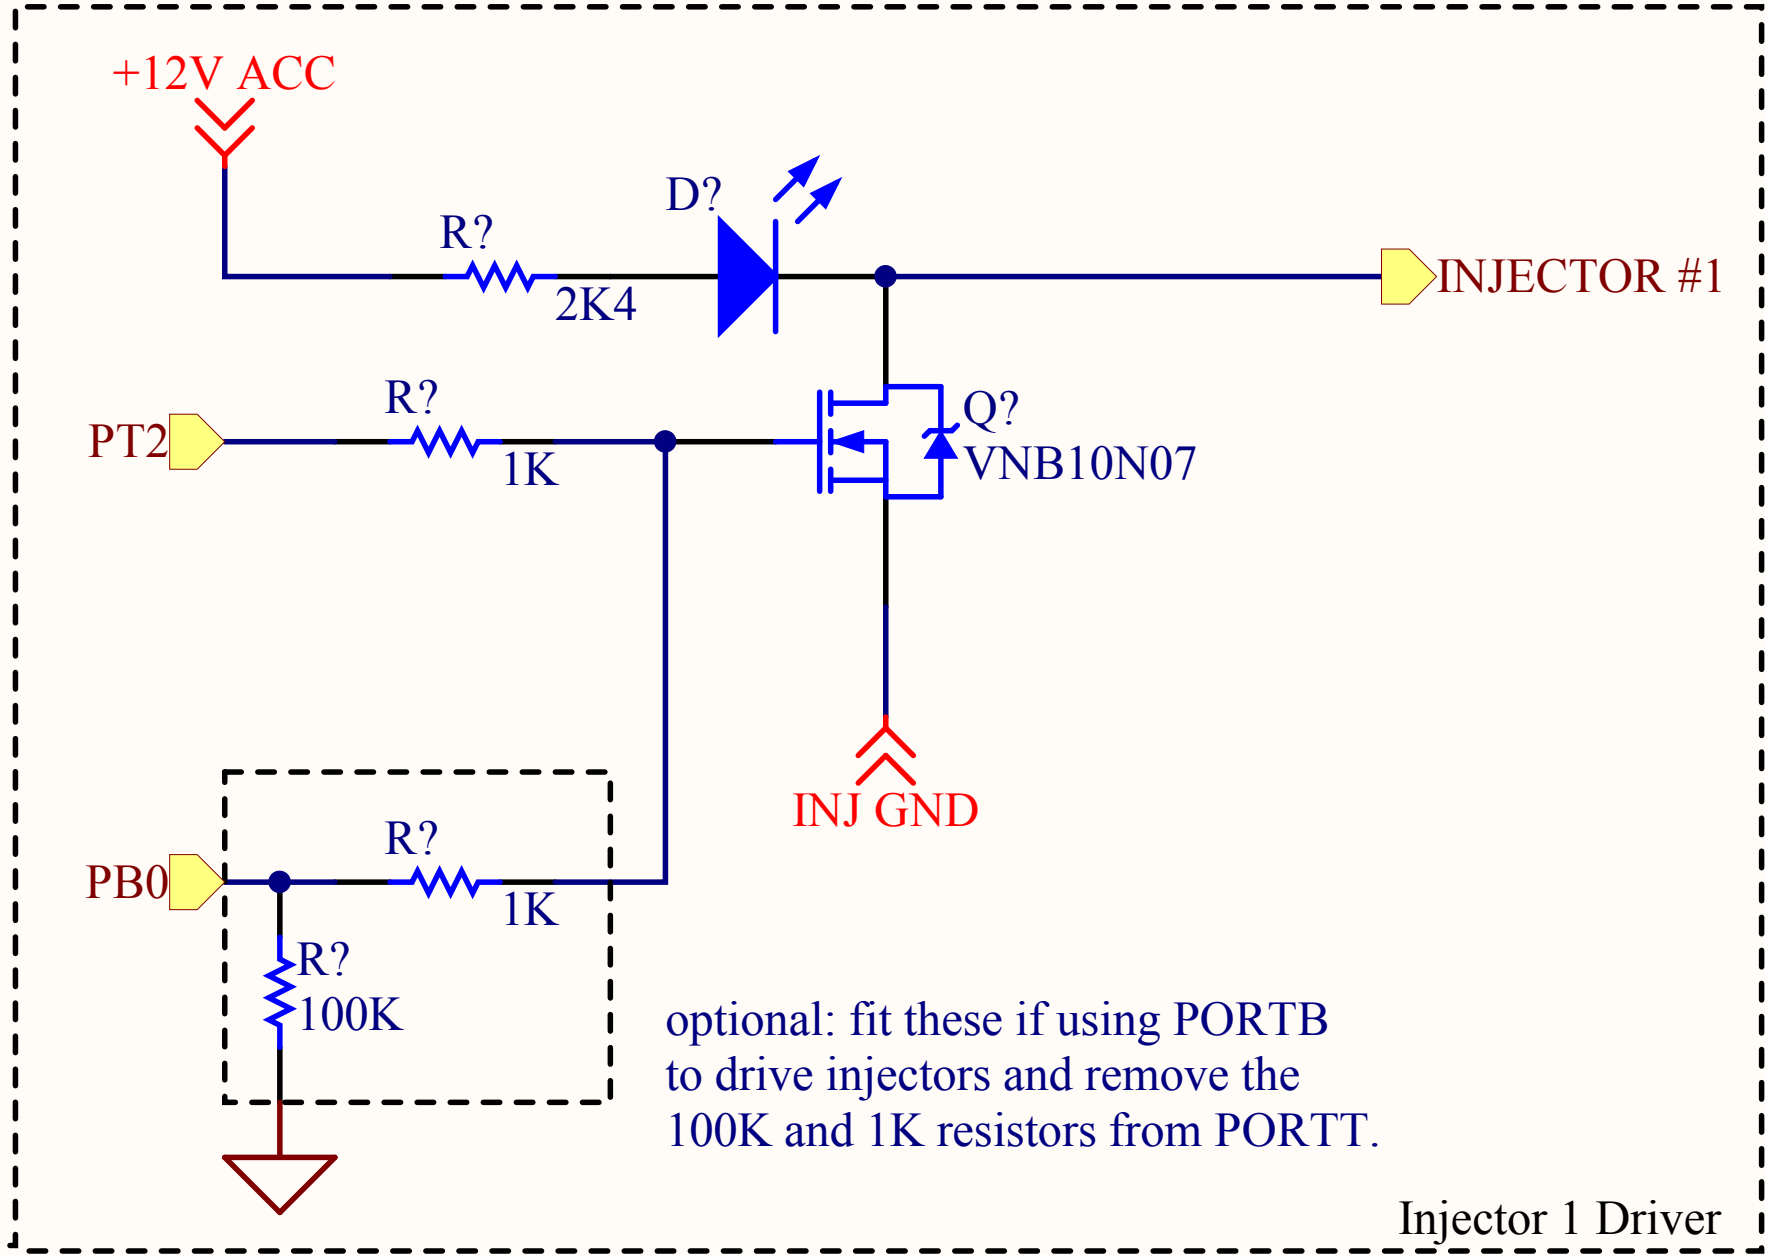 +12V ACC
D?
R?
2K4
INJECTOR #1
R?
PT2
1K
Q?
VNB10N07
INJ GND
R?
PB0
1K
R?
100K
optional: fit these if using PORTB
to drive injectors and remove the
100K and 1K resistors from PORTT.
Injector 1 Driver